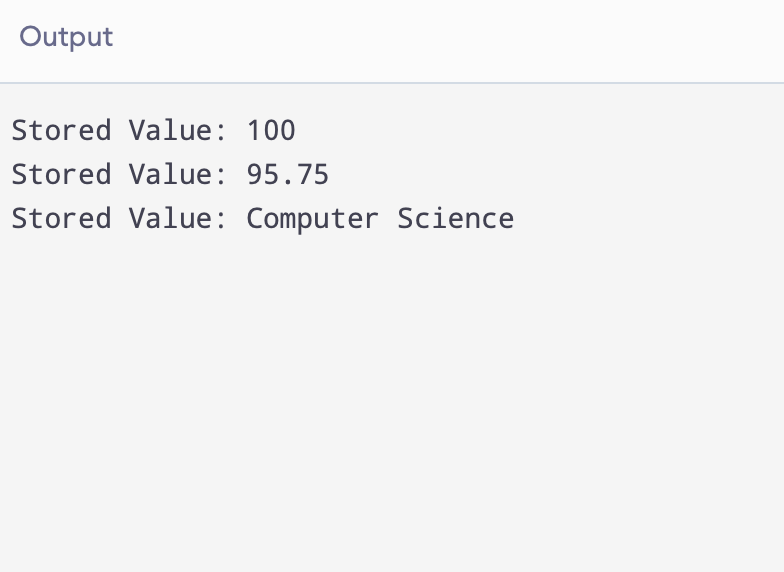 Output
Stored Value: 100
Stored Value: 95.75
Stored Value: Computer Science